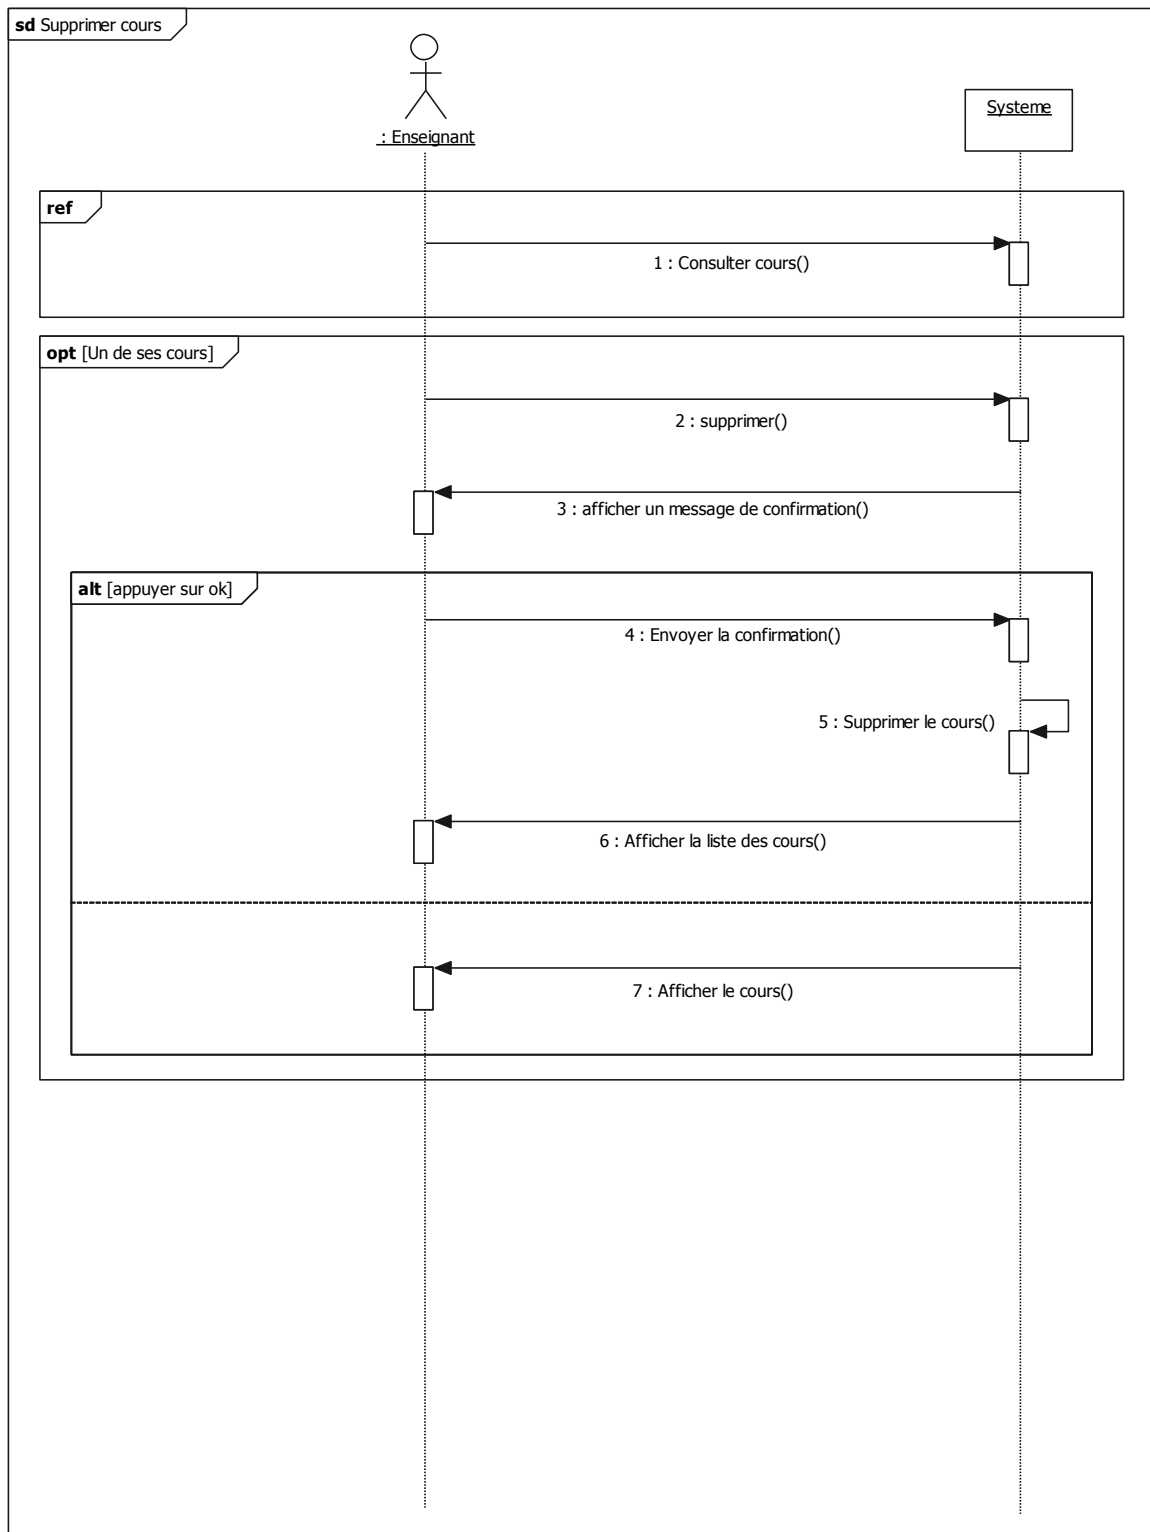 sd Supprimer cours
: Enseignant
Systeme
ref
1 : Consulter cours()
opt [Un de ses cours]
2 : supprimer()
3 : afficher un message de confirmation()
alt [appuyer sur ok]
4 : Envoyer la confirmation()
5 : Supprimer le cours()
6 : Afficher la liste des cours()
7 : Afficher le cours()